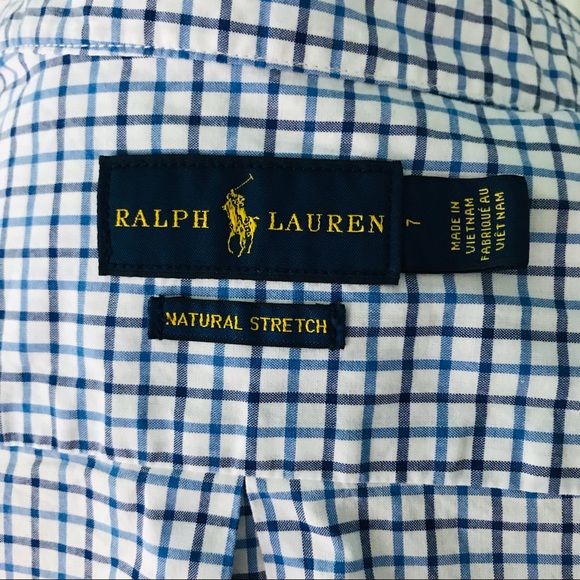 RALPH LAUREN
7
MADE IN
VIETNAM
FABRIQUÉ AU
VIÊT NAM
NATURAL STRETCH